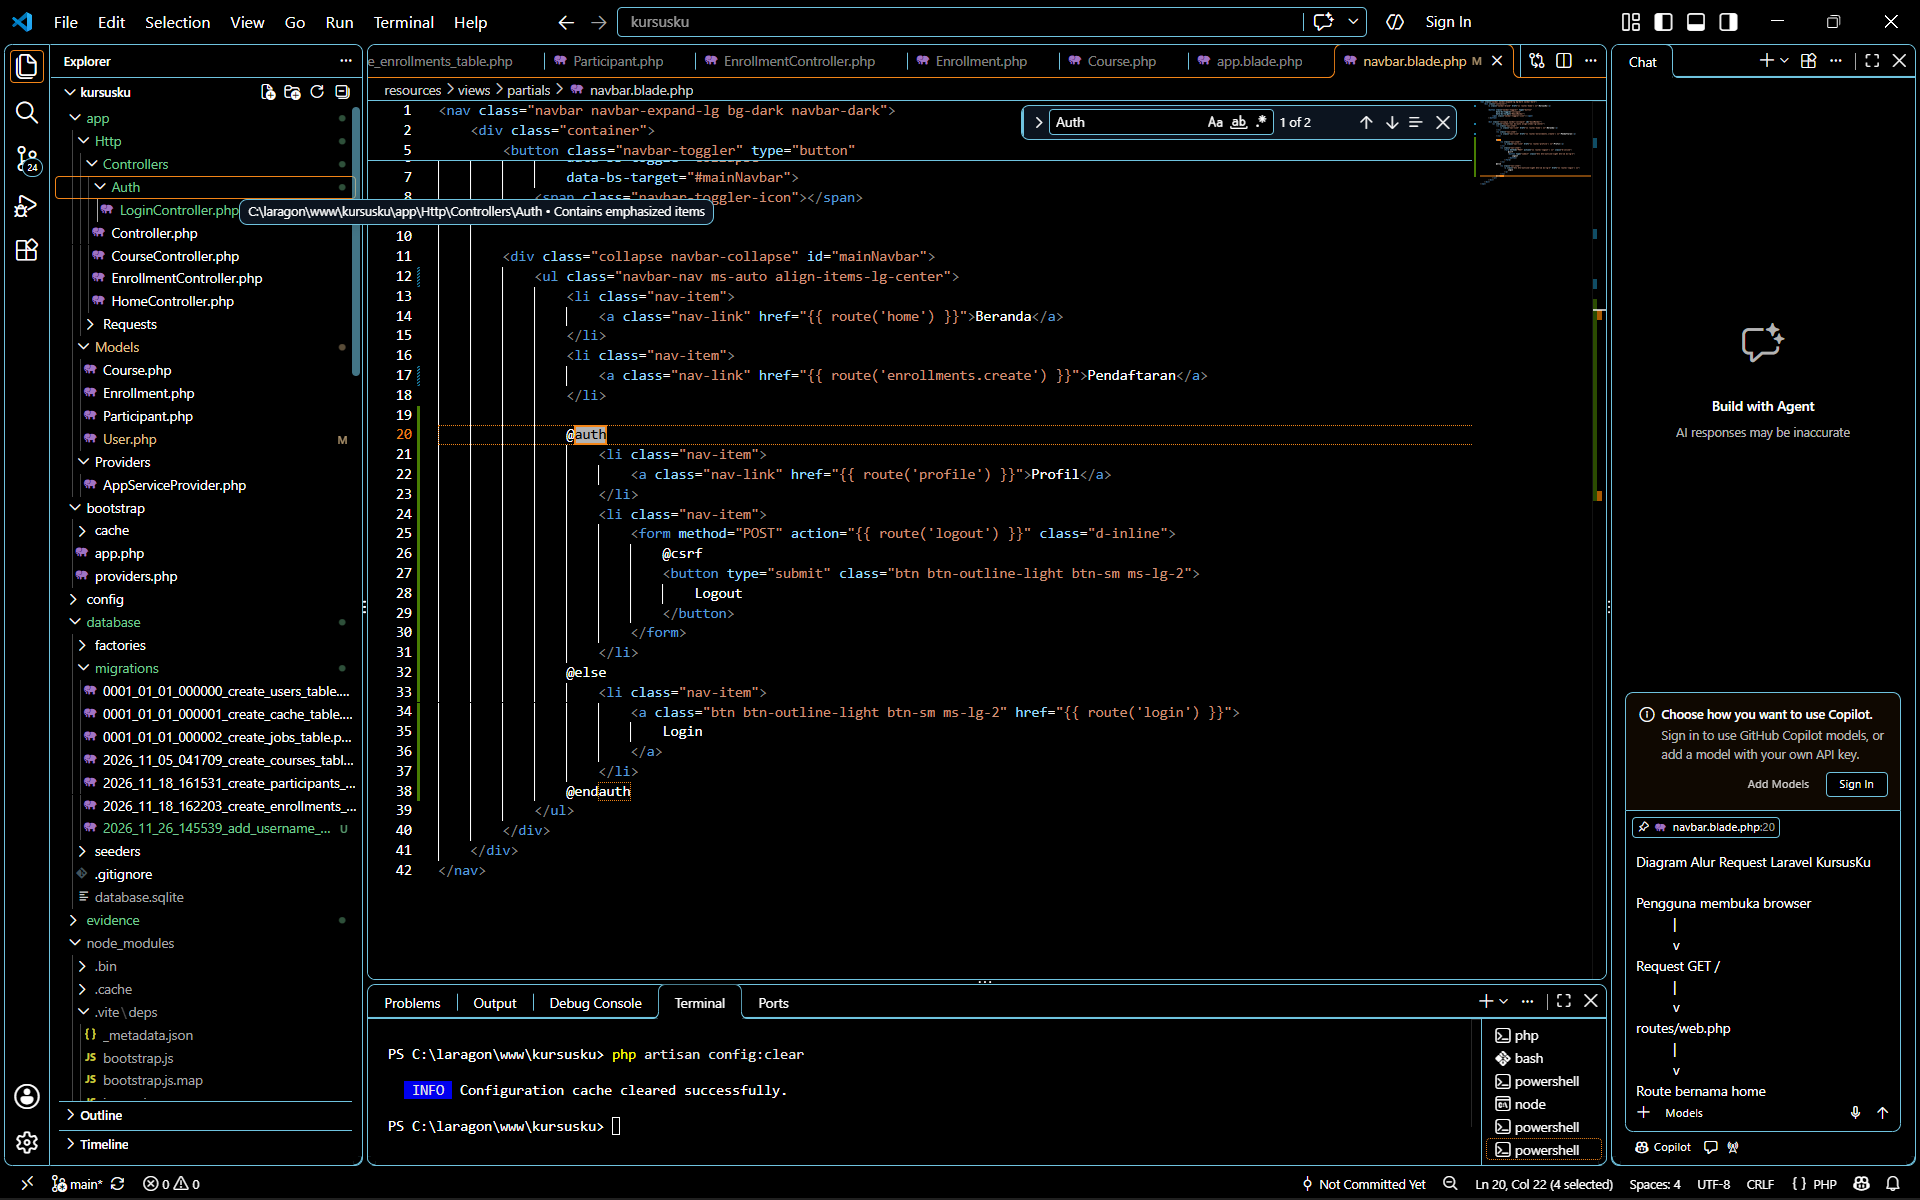 File Edit Selection View Go Run Terminal Help
kursusku
Sign In
Explorer
kursusku
app
Http
Controllers
Auth
LoginController.php
C:\laragon\www\kursusku\app\Http\Controllers\Auth • Contains emphasized items
Controller.php
CourseController.php
EnrollmentController.php
HomeController.php
Requests
Models
Course.php
Enrollment.php
Participant.php
User.php M
Providers
AppServiceProvider.php
bootstrap
cache
app.php
providers.php
config
database
factories
migrations
0001_01_01_000000_create_users_table....
0001_01_01_000001_create_cache_table....
0001_01_01_000002_create_jobs_table.p...
2026_11_05_041709_create_courses_tabl...
2026_11_18_161531_create_participants_...
2026_11_18_162203_create_enrollments_...
2026_11_26_145539_add_username_... U
seeders
.gitignore
database.sqlite
evidence
node_modules
.bin
.cache
.vite\deps
_metadata.json
bootstrap.js
bootstrap.js.map
Outline
Timeline
24
e_enrollments_table.php Participant.php EnrollmentController.php Enrollment.php Course.php app.blade.php navbar.blade.php M
resources > views > partials > navbar.blade.php
Auth Aa ab 1 of 2
1 <nav class="navbar navbar-expand-lg bg-dark navbar-dark">
2 <div class="container">
5 <button class="navbar-toggler" type="button"
7 data-bs-target="#mainNavbar">
8 <span class="navbar-toggler-icon"></span>
10
11 <div class="collapse navbar-collapse" id="mainNavbar">
12 <ul class="navbar-nav ms-auto align-items-lg-center">
13 <li class="nav-item">
14 <a class="nav-link" href="{{ route('home') }}">Beranda</a>
15 </li>
16 <li class="nav-item">
17 <a class="nav-link" href="{{ route('enrollments.create') }}">Pendaftaran</a>
18 </li>
19
20 @auth
21 <li class="nav-item">
22 <a class="nav-link" href="{{ route('profile') }}">Profil</a>
23 </li>
24 <li class="nav-item">
25 <form method="POST" action="{{ route('logout') }}" class="d-inline">
26 @csrf
27 <button type="submit" class="btn btn-outline-light btn-sm ms-lg-2">
28 Logout
29 </button>
30 </form>
31 </li>
32 @else
33 <li class="nav-item">
34 <a class="btn btn-outline-light btn-sm ms-lg-2" href="{{ route('login') }}">
35 Login
36 </a>
37 </li>
38 @endauth
39 </ul>
40 </div>
41 </div>
42 </nav>
Problems Output Debug Console Terminal Ports
PS C:\laragon\www\kursusku> php artisan config:clear
INFO Configuration cache cleared successfully.
PS C:\laragon\www\kursusku>
php
bash
powershell
node
powershell
powershell
Chat
Build with Agent
AI responses may be inaccurate
Choose how you want to use Copilot.
Sign in to use GitHub Copilot models, or
add a model with your own API key.
Add Models Sign In
navbar.blade.php:20
Diagram Alur Request Laravel KursusKu
Pengguna membuka browser
|
v
Request GET /
|
v
routes/web.php
|
v
Route bernama home
Models
Copilot
main* 0 0
Not Committed Yet Ln 20, Col 22 (4 selected) Spaces: 4 UTF-8 CRLF { } PHP